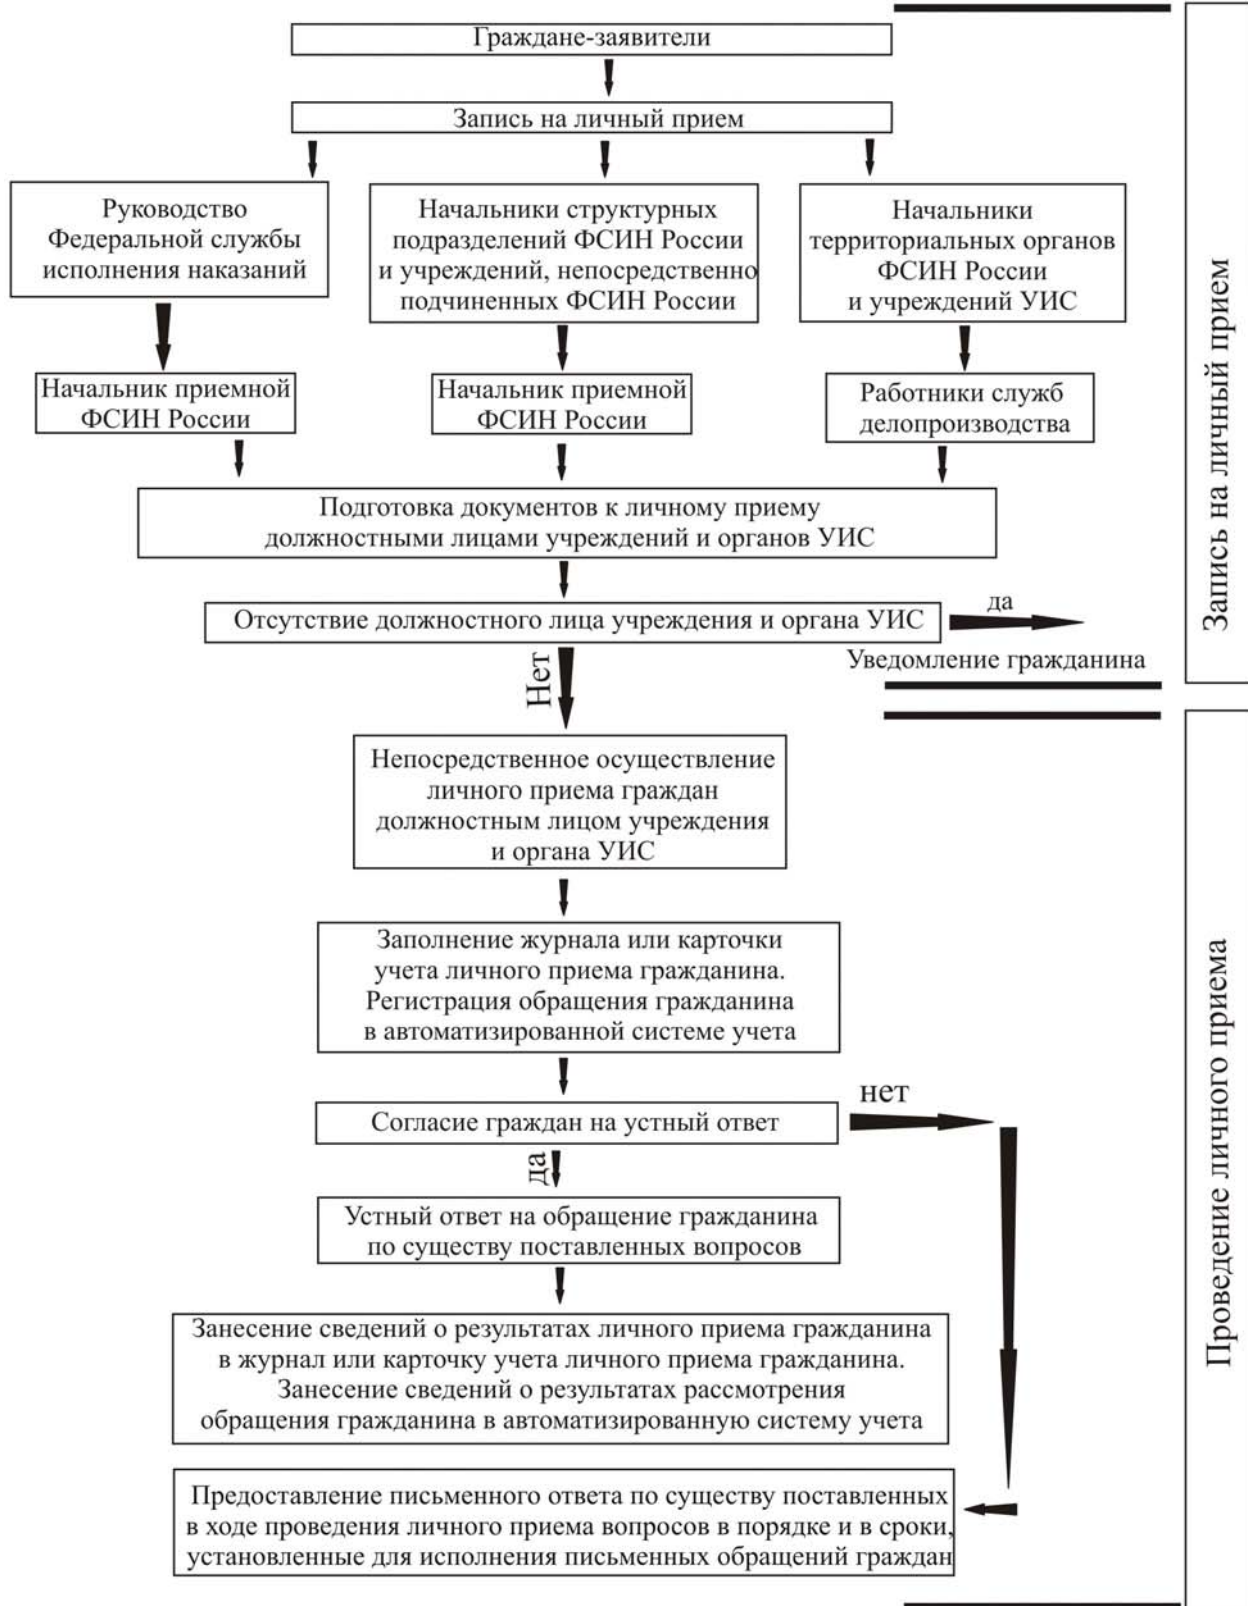 Граждане-заявители
Запись на личный прием
Руководство
Федеральной службы
исполнения наказаний
Начальники структурных
подразделений ФСИН России
и учреждений, непосредственно
подчиненных ФСИН России
Начальники
территориальных органов
ФСИН России
и учреждений УИС
Начальник приемной
ФСИН России
Начальник приемной
ФСИН России
Работники служб
делопроизводства
Подготовка документов к личному приему
должностными лицами учреждений и органов УИС
Отсутствие должностного лица учреждения и органа УИС
да
Уведомление гражданина
Нет
Запись на личный прием
Непосредственное осуществление
личного приема граждан
должностным лицом учреждения
и органа УИС
Заполнение журнала или карточки
учета личного приема гражданина.
Регистрация обращения гражданина
в автоматизированной системе учета
Согласие граждан на устный ответ
нет
да
Устный ответ на обращение гражданина
по существу поставленных вопросов
Занесение сведений о результатах личного приема гражданина
в журнал или карточку учета личного приема гражданина.
Занесение сведений о результатах рассмотрения
обращения гражданина в автоматизированную систему учета
Предоставление письменного ответа по существу поставленных
в ходе проведения личного приема вопросов в порядке и в сроки,
установленные для исполнения письменных обращений граждан
Проведение личного приема